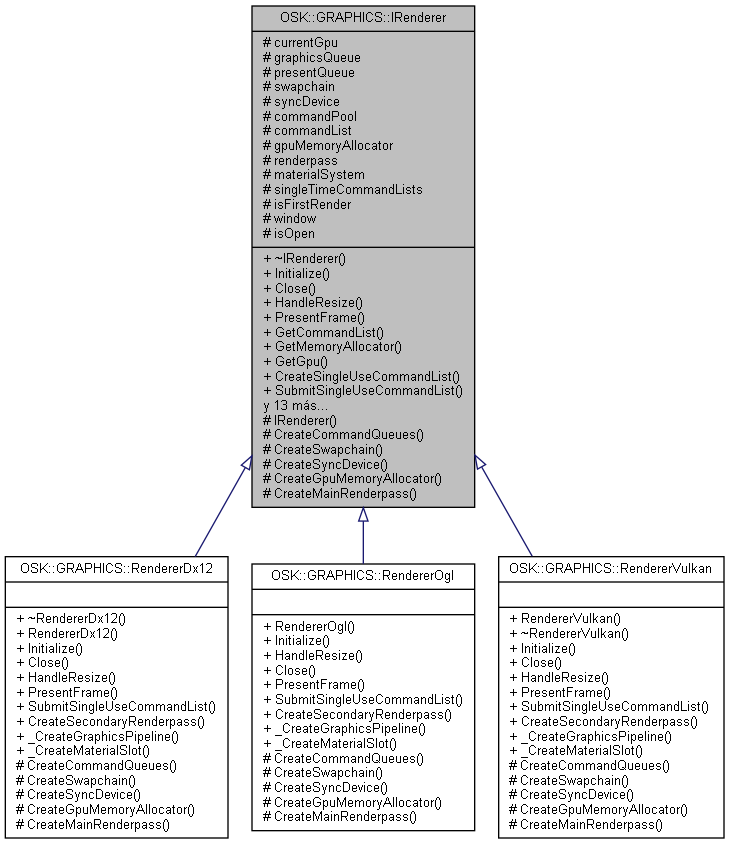 OSK::GRAPHICS::IRenderer
# currentGpu
# graphicsQueue
# presentQueue
# swapchain
# syncDevice
# commandPool
# commandList
# gpuMemoryAllocator
# renderpass
# materialSystem
# singleTimeCommandLists
# isFirstRender
# window
# isOpen
+ ~IRenderer()
+ Initialize()
+ Close()
+ HandleResize()
+ PresentFrame()
+ GetCommandList()
+ GetMemoryAllocator()
+ GetGpu()
+ CreateSingleUseCommandList()
+ SubmitSingleUseCommandList()
y 13 más...
# IRenderer()
# CreateCommandQueues()
# CreateSwapchain()
# CreateSyncDevice()
# CreateGpuMemoryAllocator()
# CreateMainRenderpass()
OSK::GRAPHICS::RendererDx12
+ ~RendererDx12()
+ RendererDx12()
+ Initialize()
+ Close()
+ HandleResize()
+ PresentFrame()
+ SubmitSingleUseCommandList()
+ CreateSecondaryRenderpass()
+ _CreateGraphicsPipeline()
+ _CreateMaterialSlot()
# CreateCommandQueues()
# CreateSwapchain()
# CreateSyncDevice()
# CreateGpuMemoryAllocator()
# CreateMainRenderpass()
OSK::GRAPHICS::RendererOgl
+ RendererOgl()
+ Initialize()
+ HandleResize()
+ Close()
+ PresentFrame()
+ SubmitSingleUseCommandList()
+ CreateSecondaryRenderpass()
+ _CreateGraphicsPipeline()
+ _CreateMaterialSlot()
# CreateCommandQueues()
# CreateSwapchain()
# CreateSyncDevice()
# CreateGpuMemoryAllocator()
# CreateMainRenderpass()
OSK::GRAPHICS::RendererVulkan
+ RendererVulkan()
+ ~RendererVulkan()
+ Initialize()
+ Close()
+ HandleResize()
+ PresentFrame()
+ SubmitSingleUseCommandList()
+ CreateSecondaryRenderpass()
+ _CreateGraphicsPipeline()
+ _CreateMaterialSlot()
# CreateCommandQueues()
# CreateSwapchain()
# CreateSyncDevice()
# CreateGpuMemoryAllocator()
# CreateMainRenderpass()